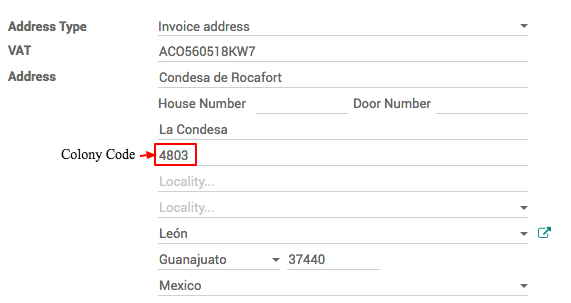 Address Type Invoice address
VAT ACO560518KW7
Address Condesa de Rocafort
House Number Door Number
La Condesa
Colony Code 4803
Locality...
Locality...
León
Guanajuato 37440
Mexico